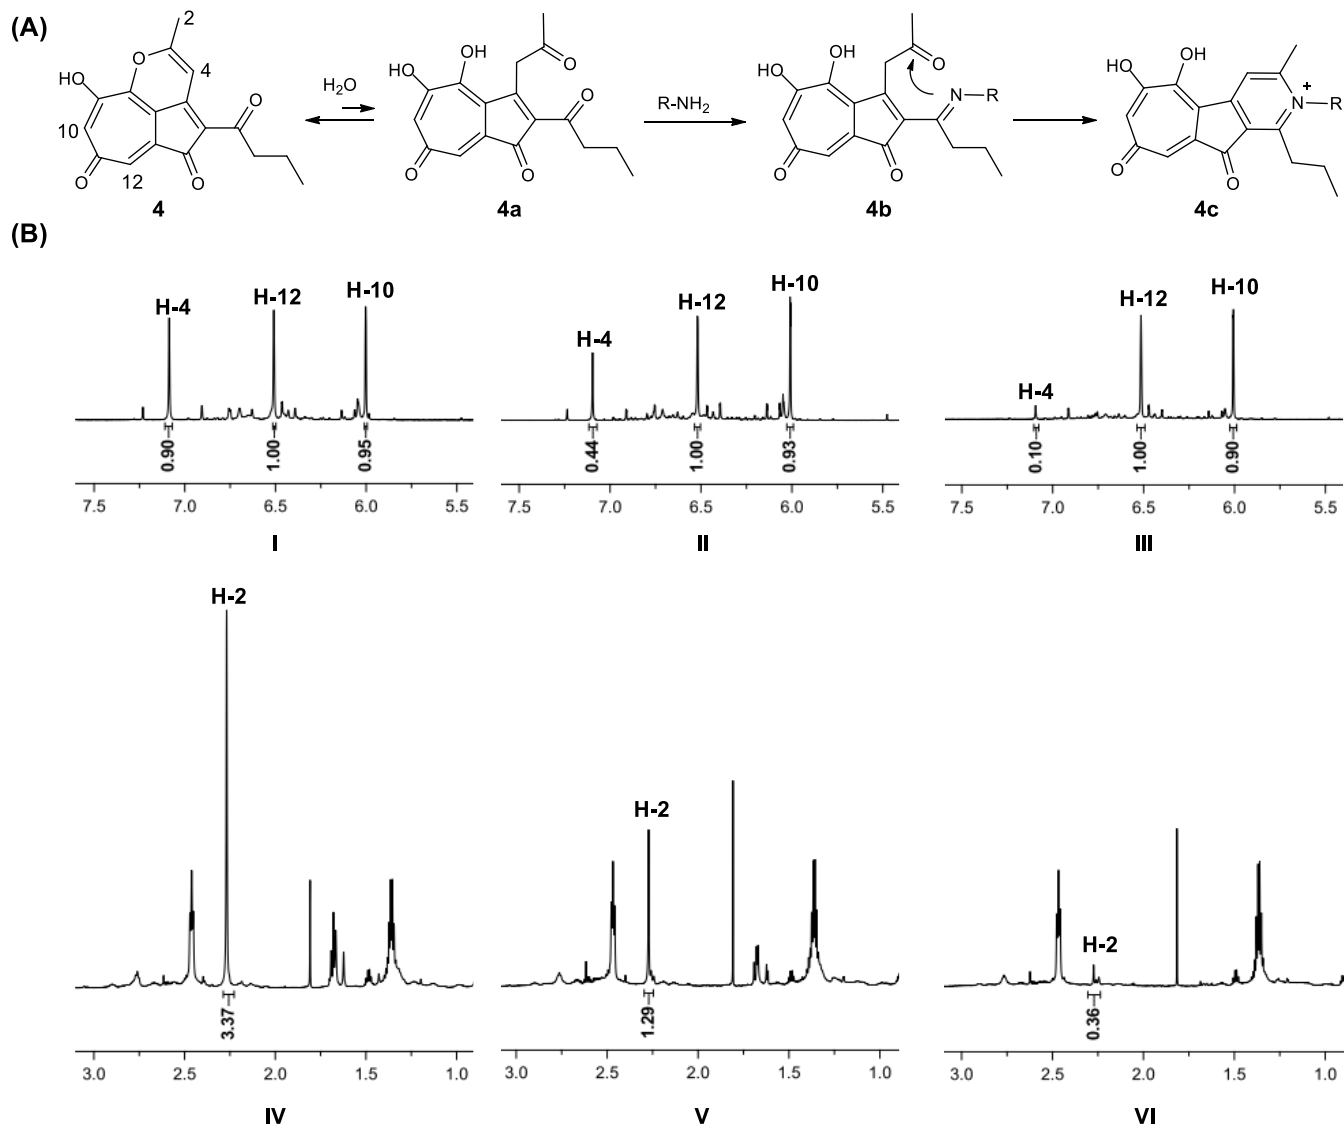 (A)
2
O
4
HO
O
10
O
12
O
4
H₂O
OH
HO
O
O
O
O
4a
R-NH₂
OH
HO
O
N
R
O
O
4b
OH
HO
+
N
R
O
O
4c
(B)
H-4
H-12
H-10
0.90
1.00
0.95
7.5 7.0 6.5 6.0 5.5
I
H-4
H-12
H-10
0.44
1.00
0.93
7.5 7.0 6.5 6.0 5.5
II
H-4
H-12
H-10
0.10
1.00
0.90
7.5 7.0 6.5 6.0 5.5
III
H-2
3.37
3.0 2.5 2.0 1.5 1.0
IV
H-2
1.29
3.0 2.5 2.0 1.5 1.0
V
H-2
0.36
3.0 2.5 2.0 1.5 1.0
VI